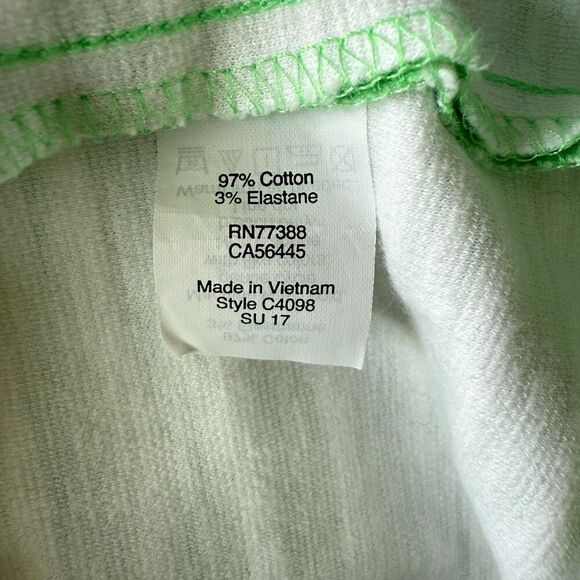 97% Cotton
3% Elastane
RN77388
CA56445
Made in Vietnam
Style C4098
SU 17